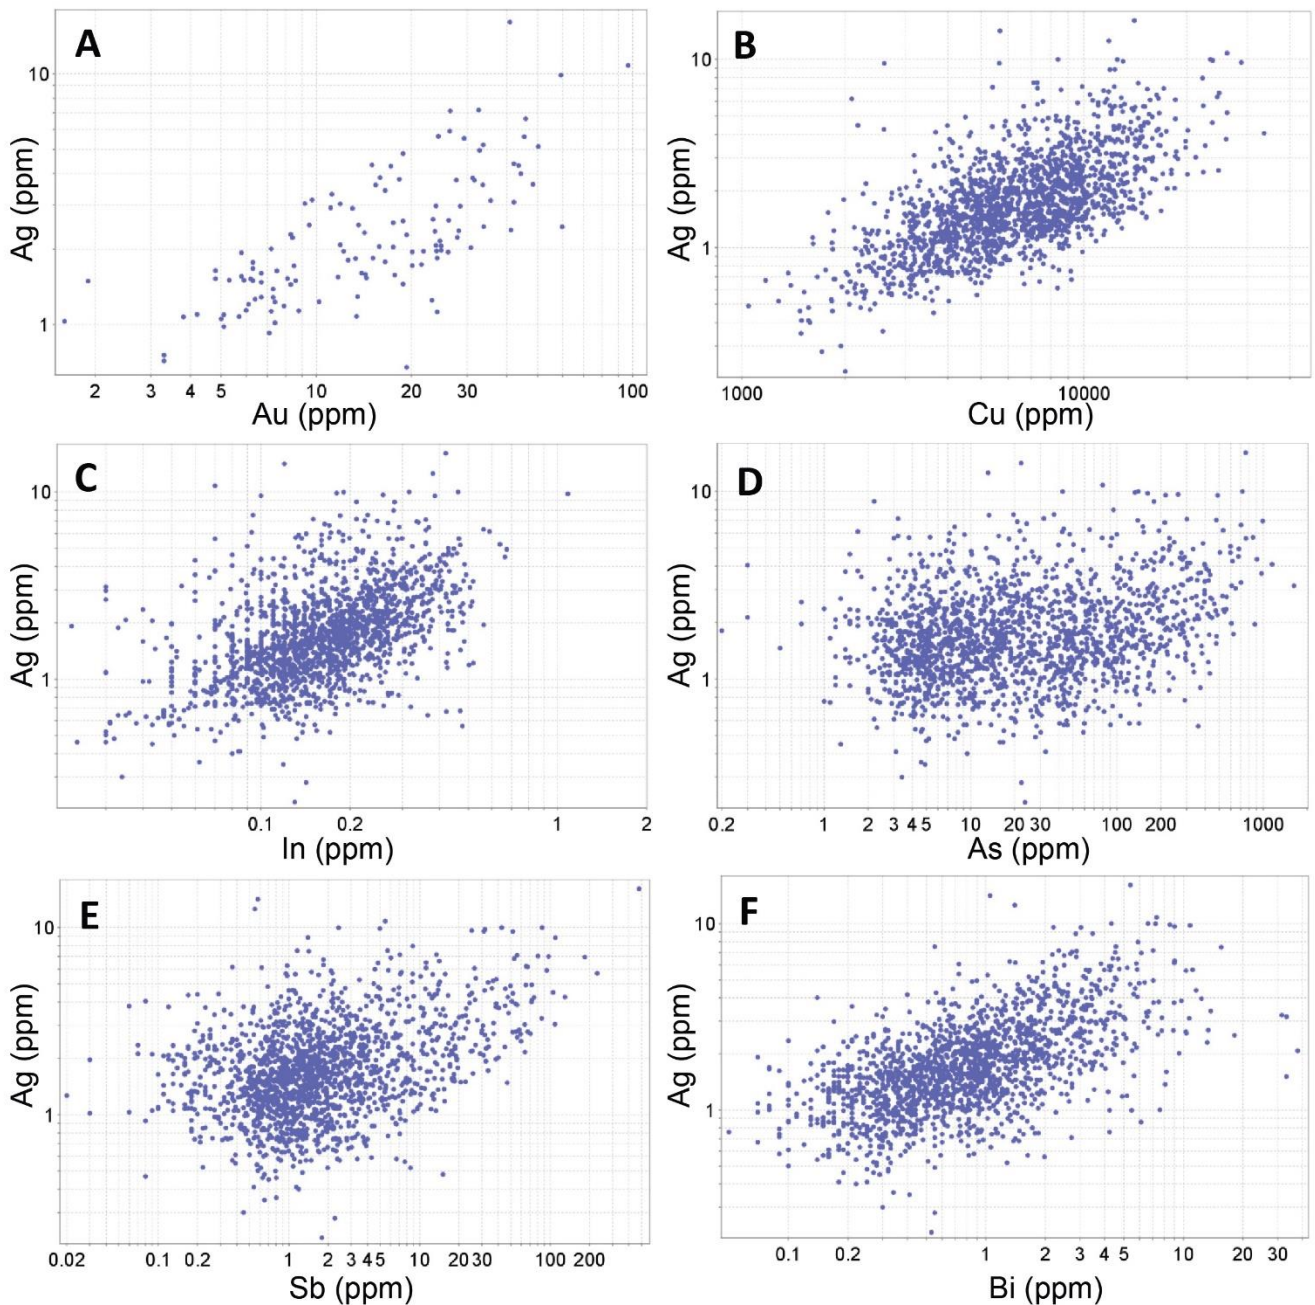 A
10
Ag (ppm)
1
2 3 4 5 10 20 30 100
Au (ppm)
B
10
Ag (ppm)
1
1000 10000
Cu (ppm)
C
10
Ag (ppm)
1
0.1 0.2 1 2
In (ppm)
D
10
Ag (ppm)
1
0.2 1 2 3 4 5 10 20 30 100 200 1000
As (ppm)
E
10
Ag (ppm)
1
0.02 0.1 0.2 1 2 3 4 5 10 20 30 100 200
Sb (ppm)
F
10
Ag (ppm)
1
0.1 0.2 1 2 3 4 5 10 20 30
Bi (ppm)